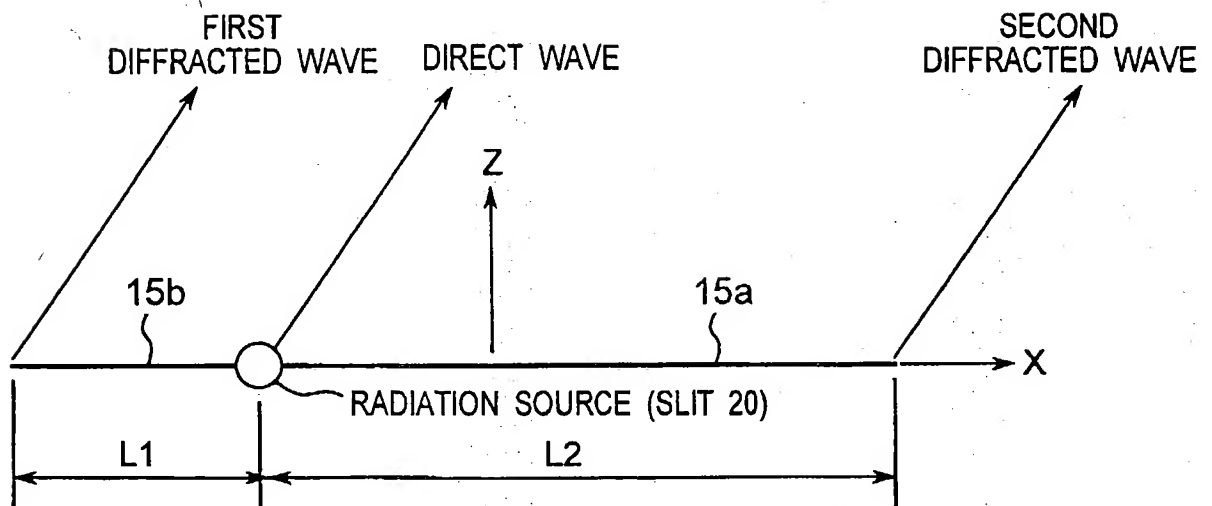 FIRST
DIFFRACTED WAVE
DIRECT WAVE
SECOND
DIFFRACTED WAVE
Z
15b
15a
X
RADIATION SOURCE (SLIT 20)
L1
L2